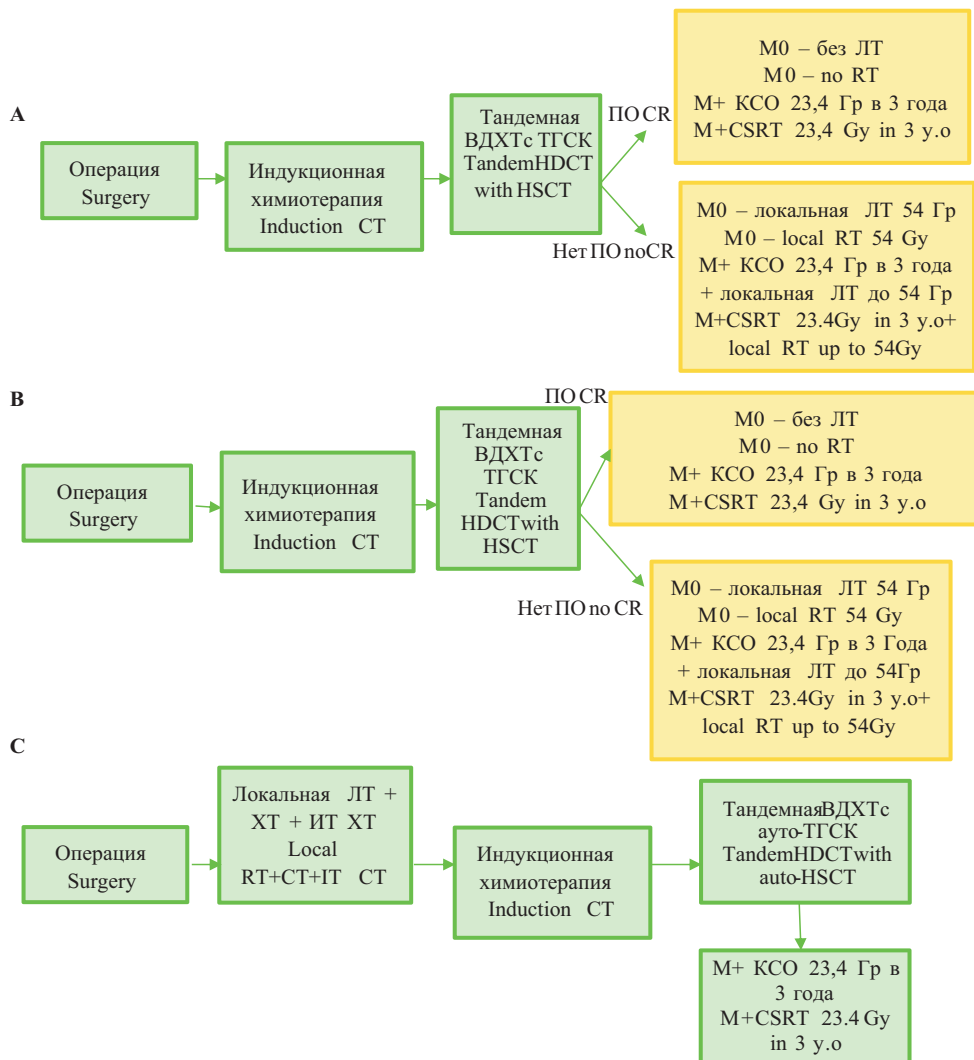 A
Операция
Surgery
Индукционная
химиотерапия
Induction CT
Тандемная
ВДХТс ТГСК
TandemHDCT
with HSCT
ПО CR
М0 – без ЛТ
М0 – no RT
М+ КСО 23,4 Гр в 3 года
М+CSRT 23,4 Gy in 3 y.o
Нет ПО noCR
М0 – локальная ЛТ 54 Гр
М0 – local RT 54 Gy
М+ КСО 23,4 Гр в 3 года
+ локальная ЛТ до 54 Гр
М+CSRT 23.4Gy in 3 y.o+
local RT up to 54Gy
B
Операция
Surgery
Индукционная
химиотерапия
Induction CT
Тандемная
ВДХТс
ТГСК
Tandem
HDCTwith
HSCT
ПО CR
М0 – без ЛТ
М0 – no RT
М+ КСО 23,4 Гр в 3 года
М+CSRT 23,4 Gy in 3 y.o
Нет ПО no CR
М0 – локальная ЛТ 54 Гр
М0 – local RT 54 Gy
М+ КСО 23,4 Гр в 3 Года
+ локальная ЛТ до 54Гр
М+CSRT 23.4Gy in 3 y.o+
local RT up to 54Gy
C
Операция
Surgery
Локальная ЛТ +
ХТ + ИТ ХТ
Local
RT+CT+IT CT
Индукционная
химиотерапия
Induction CT
ТандемнаяВДХТс
ауто-ТГСК
TandemHDCTwith
auto-HSCT
М+ КСО 23,4 Гр в
3 года
М+CSRT 23.4 Gy
in 3 y.o